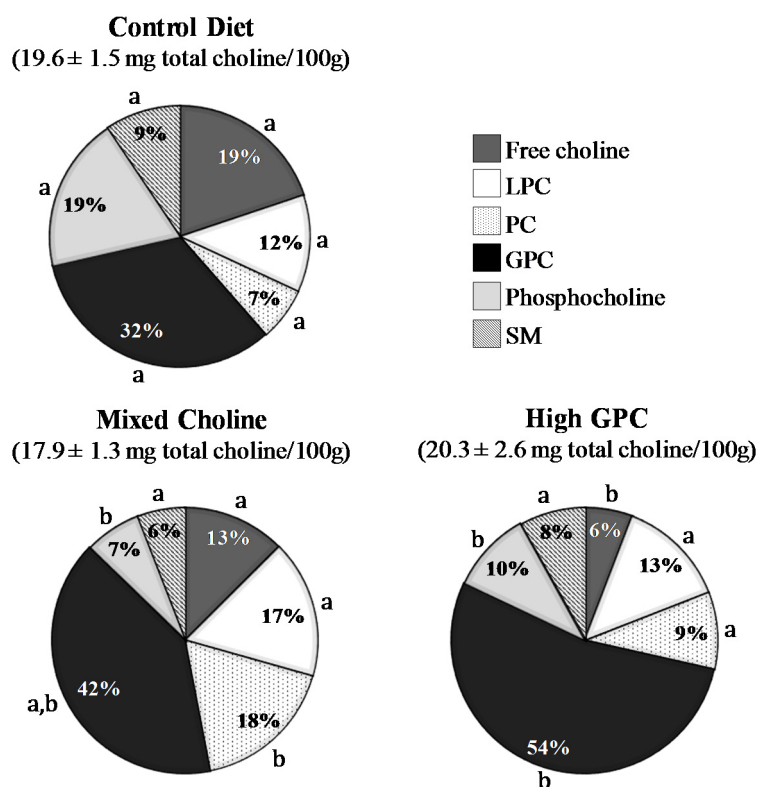 Control Diet
(19.6 ± 1.5 mg total choline/100g)
a
a
9%
19%
Free choline
LPC
a
19%
PC
12%
a
GPC
7%
Phosphocholine
a
32%
SM
a
Mixed Choline
(17.9 ± 1.3 mg total choline/100g)
a
a
b
6%
13%
7%
17%
a
42%
a,b
18%
b
High GPC
(20.3 ± 2.6 mg total choline/100g)
a
b
b
8%
6%
a
10%
13%
9%
a
54%
b